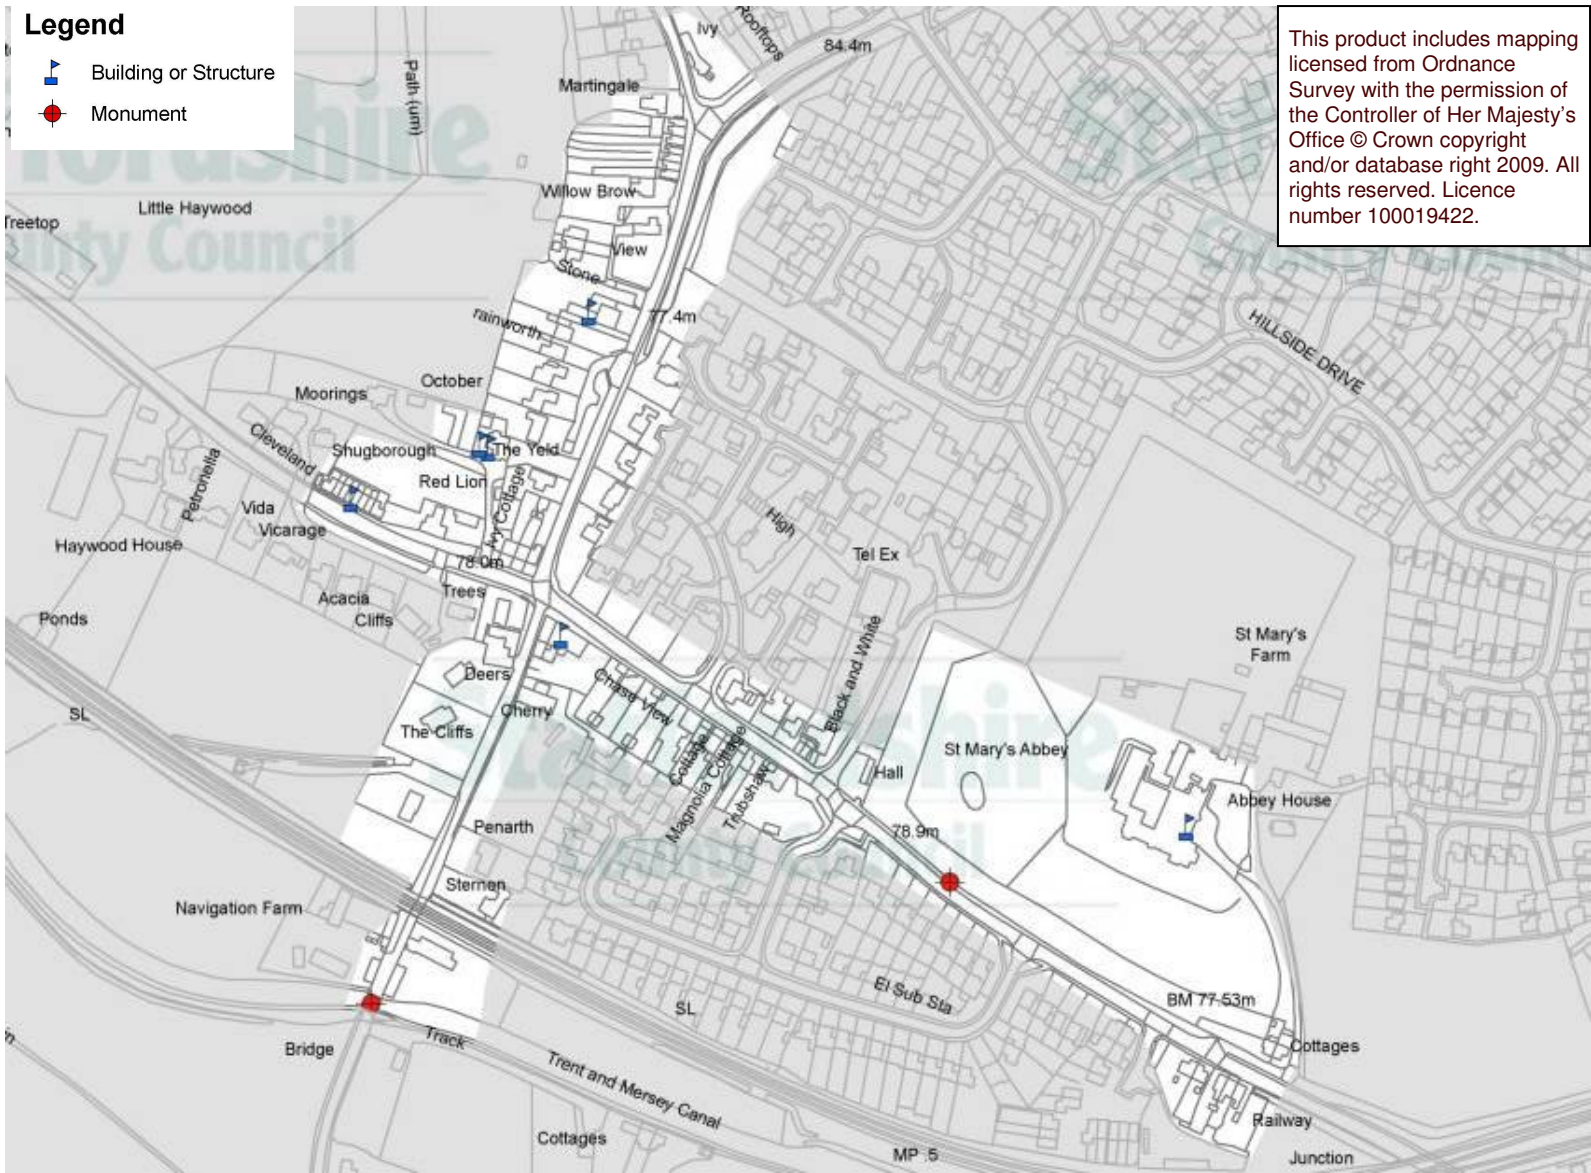 Legend
Building or Structure
Monument
This product includes mapping
licensed from Ordnance
Survey with the permission of
the Controller of Her Majesty's
Office © Crown copyright
and/or database right 2009. All
rights reserved. Licence
number 100019422.
Ivy
Rooftops
84.4m
Path (um)
Martingale
Willow Brow
Little Haywood
Treetop
View
Stone
77.4m
rainworth
HILLSIDE DRIVE
October
Moorings
Cleveland
Shugborough
The Yeld
Red Lion
Ivy Cottage
Petronella
Vida
Vicarage
High
Haywood House
Tel Ex
78.0m
Trees
Acacia
Cliffs
Ponds
Black and White
St Mary's
Farm
Deers
Chase View
SL
Cherry
The Cliffs
Cottage
Magnolia Cottage
Trubshaw
St Mary's Abbey
Hall
Abbey House
Penarth
78.9m
Sternen
Navigation Farm
El Sub Sta
BM 77.53m
SL
Bridge
Track
Cottages
Trent and Mersey Canal
Cottages
Railway
MP .5
Junction
Staffordshire
County Council